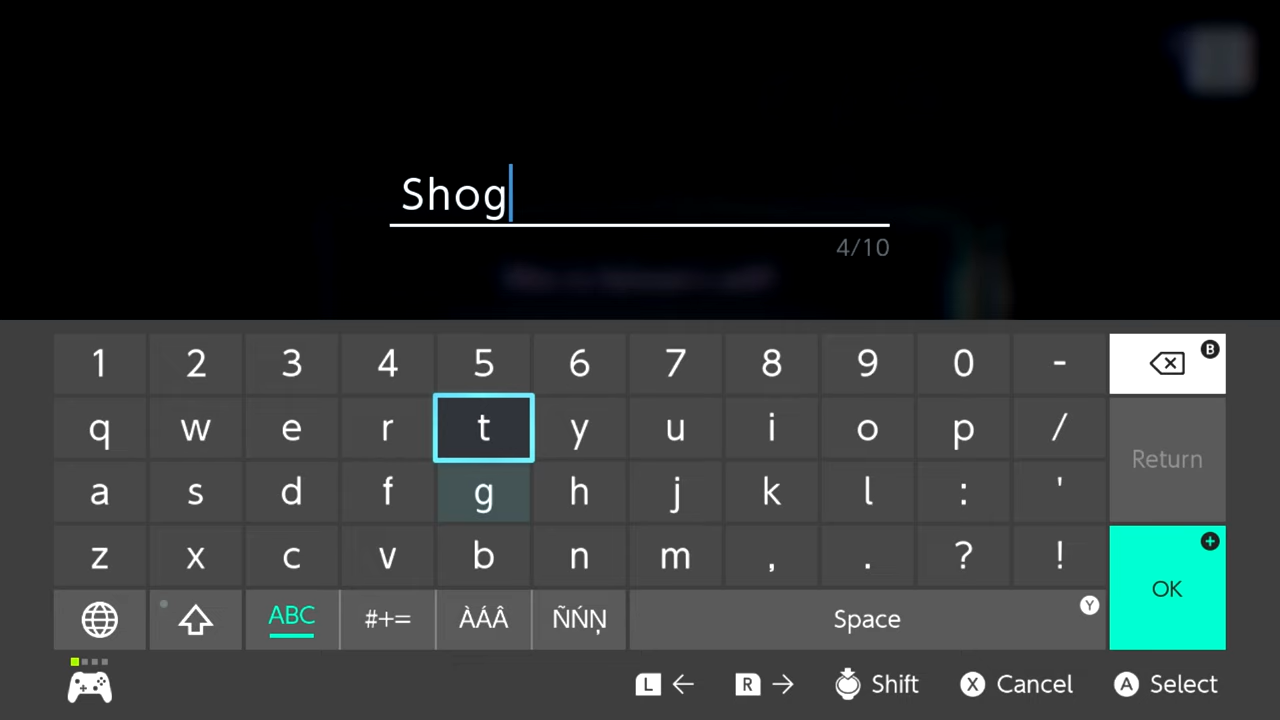 Shog
4/10
1 2 3 4 5 6 7 8 9 0 - B
q w e r t y u i o p /
Return
a s d f g h j k l : '
z x c v b n m , . ? ! +
OK
ABC #+= ÀÁÂ ÑŃŅ Space Y
L ← R → Shift X Cancel A Select